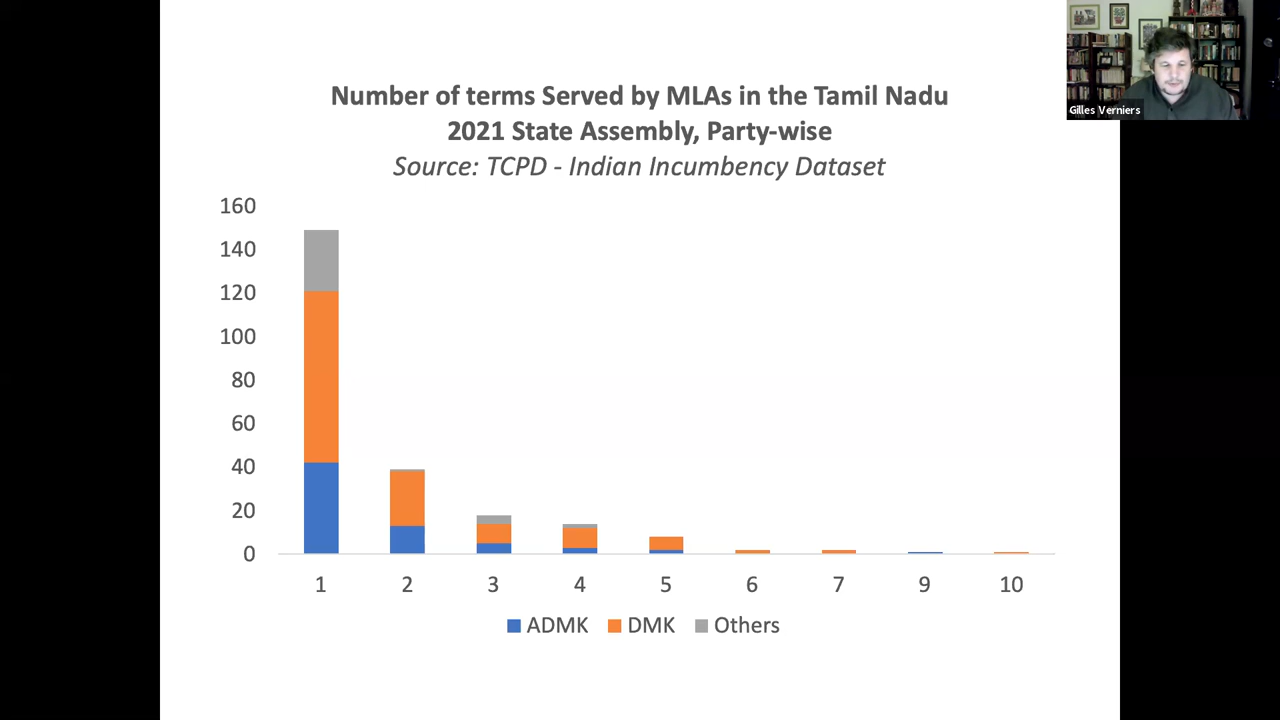 Number of terms Served by MLAs in the Tamil Nadu
2021 State Assembly, Party-wise
Source: TCPD - Indian Incumbency Dataset
Gilles Verniers
160
140
120
100
80
60
40
20
0
1 2 3 4 5 6 7 9 10
ADMK DMK Others